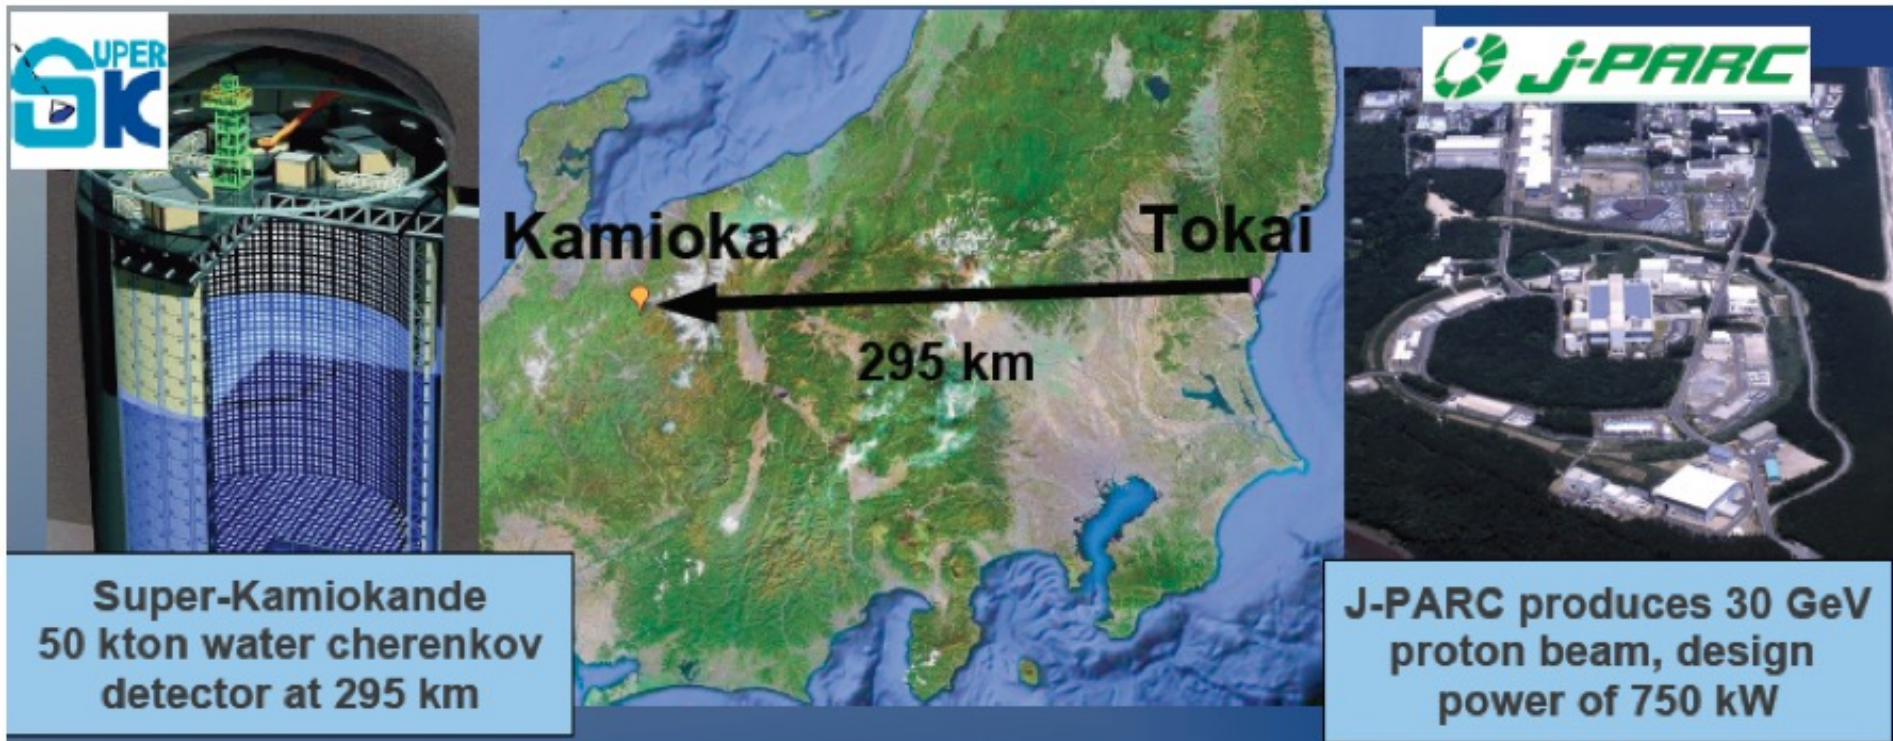 SUPER
SK
J-PARC
Kamioka
Tokai
295 km
Super-Kamiokande
50 kton water cherenkov
detector at 295 km
J-PARC produces 30 GeV
proton beam, design
power of 750 kW